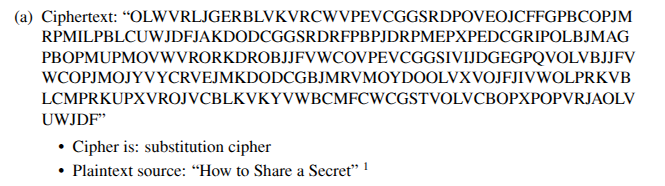 (a) Ciphertext: “OLWVRLJGERBLVKVRCWVPEVCGGSRDPOVEOJCFFGPBCOPJM
RPMILPBLCUWJDFJAKDODCGGSRDRFPBPJDRPMEPXPEDCGRIPOLBJMAG
PBOPMUPMOVWVRORKDROBJJFVWCOVPEVCGGSIVIJDGEGPQVOLVBJJFV
WCOPJMOJYVYCRVEJMKDODCGBJMRVMOYDOOLVXVOJFJIVWOLPRKVB
LCMPRKUPXVROJVCBLKVKYVWBCMFCWCGSTVOLVCBOPXPOPVRJAOLV
UWJDF”
• Cipher is: substitution cipher
• Plaintext source: “How to Share a Secret” 1